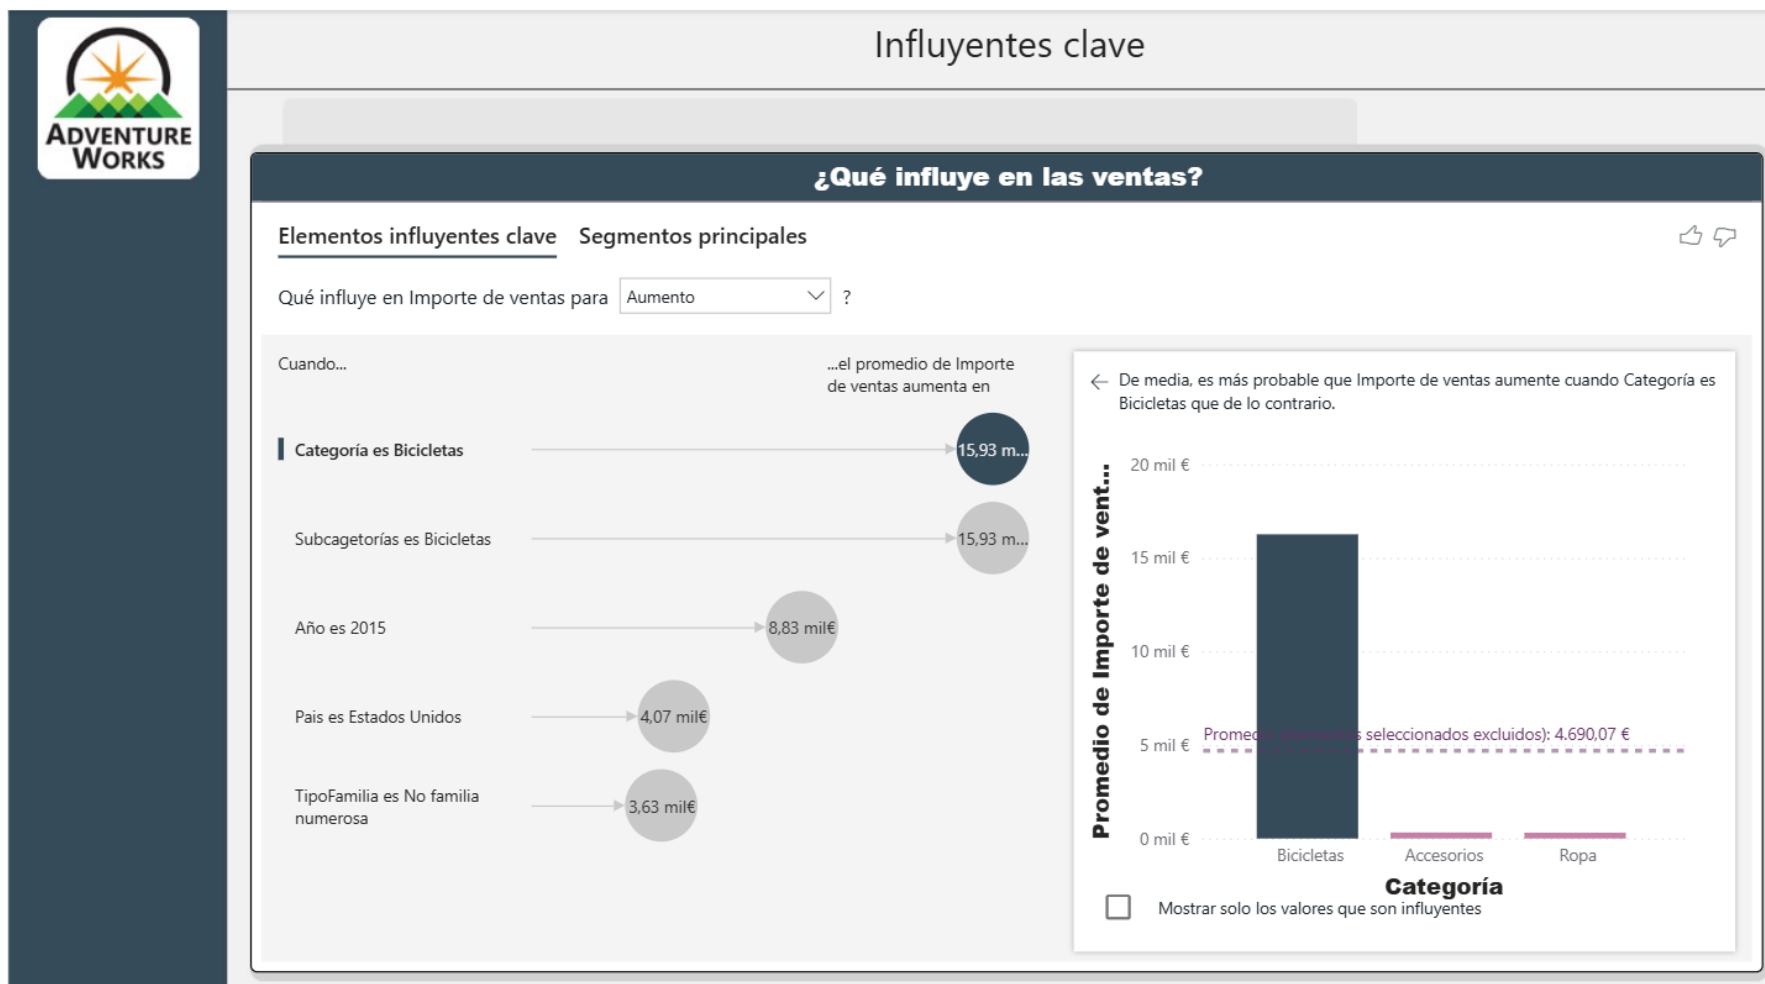 ADVENTURE
WORKS
Influyentes clave
¿Qué influye en las ventas?
Elementos influyentes clave Segmentos principales
Qué influye en Importe de ventas para Aumento ?
Cuando...
...el promedio de Importe
de ventas aumenta en
Categoría es Bicicletas 15,93 m...
Subcagetorías es Bicicletas 15,93 m...
Año es 2015 8,83 mil€
Pais es Estados Unidos 4,07 mil€
TipoFamilia es No familia
numerosa
3,63 mil€
De media, es más probable que Importe de ventas aumente cuando Categoría es
Bicicletas que de lo contrario.
Promedio de Importe de vent...
20 mil €
15 mil €
10 mil €
5 mil €
0 mil €
seleccionados excluidos): 4.690,07 €
Bicicletas Accesorios Ropa
Categoría
Mostrar solo los valores que son influyentes